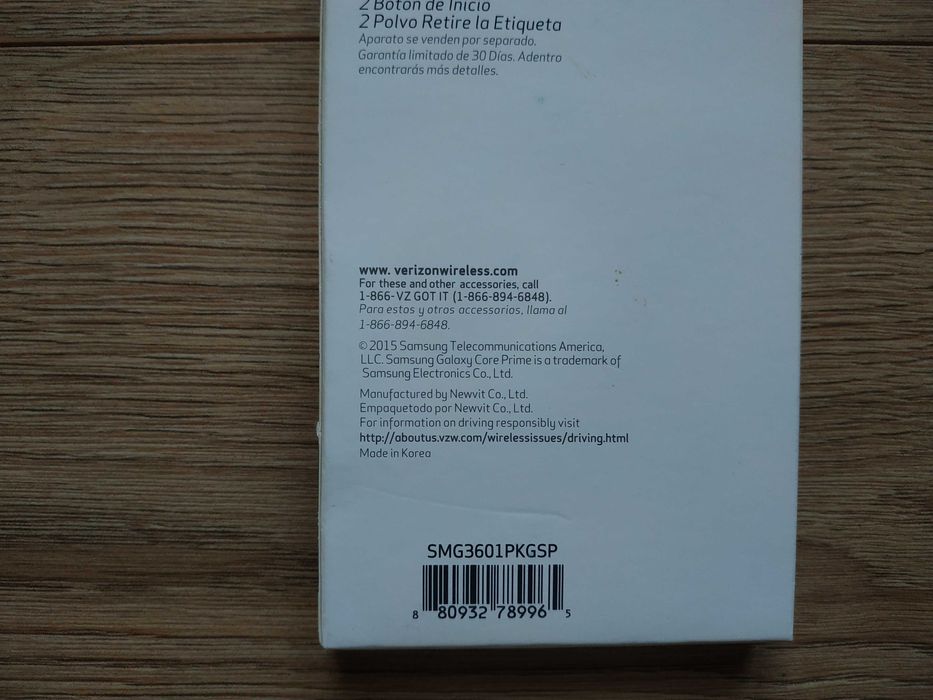 2 Botón de Inicio
2 Polvo Retire la Etiqueta
Aparato se venden por separado.
Garantía limitado de 30 Días. Adentro
encontrarás más detalles.
www. verizonwireless.com
For these and other accessories, call
1-866-VZ GOT IT (1-866-894-6848).
Para estos y otros accessorios, llama al
1-866-894-6848.
© 2015 Samsung Telecommunications America,
LLC. Samsung Galaxy Core Prime is a trademark of
Samsung Electronics Co., Ltd.
Manufactured by Newvit Co., Ltd.
Empaquetodo por Newvit Co., Ltd.
For information on driving responsibly visit
http://aboutus.vzw.com/wirelessissues/driving.html
Made in Korea
SMG3601PKGSP
8 80932 78996 5